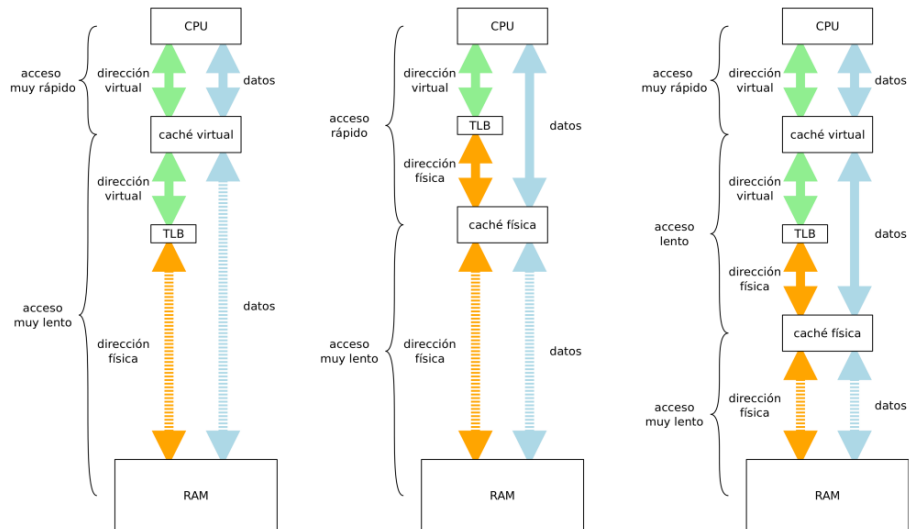 CPU
acceso
muy rápido
dirección
virtual
datos
caché virtual
dirección
virtual
TLB
acceso
muy lento
datos
dirección
física
RAM
CPU
dirección
virtual
acceso
rápido
TLB
datos
dirección
física
caché física
acceso
muy lento
dirección
física
datos
RAM
CPU
acceso
muy rápido
dirección
virtual
datos
caché virtual
dirección
virtual
acceso
lento
TLB
datos
dirección
física
caché física
acceso
muy lento
dirección
física
datos
RAM